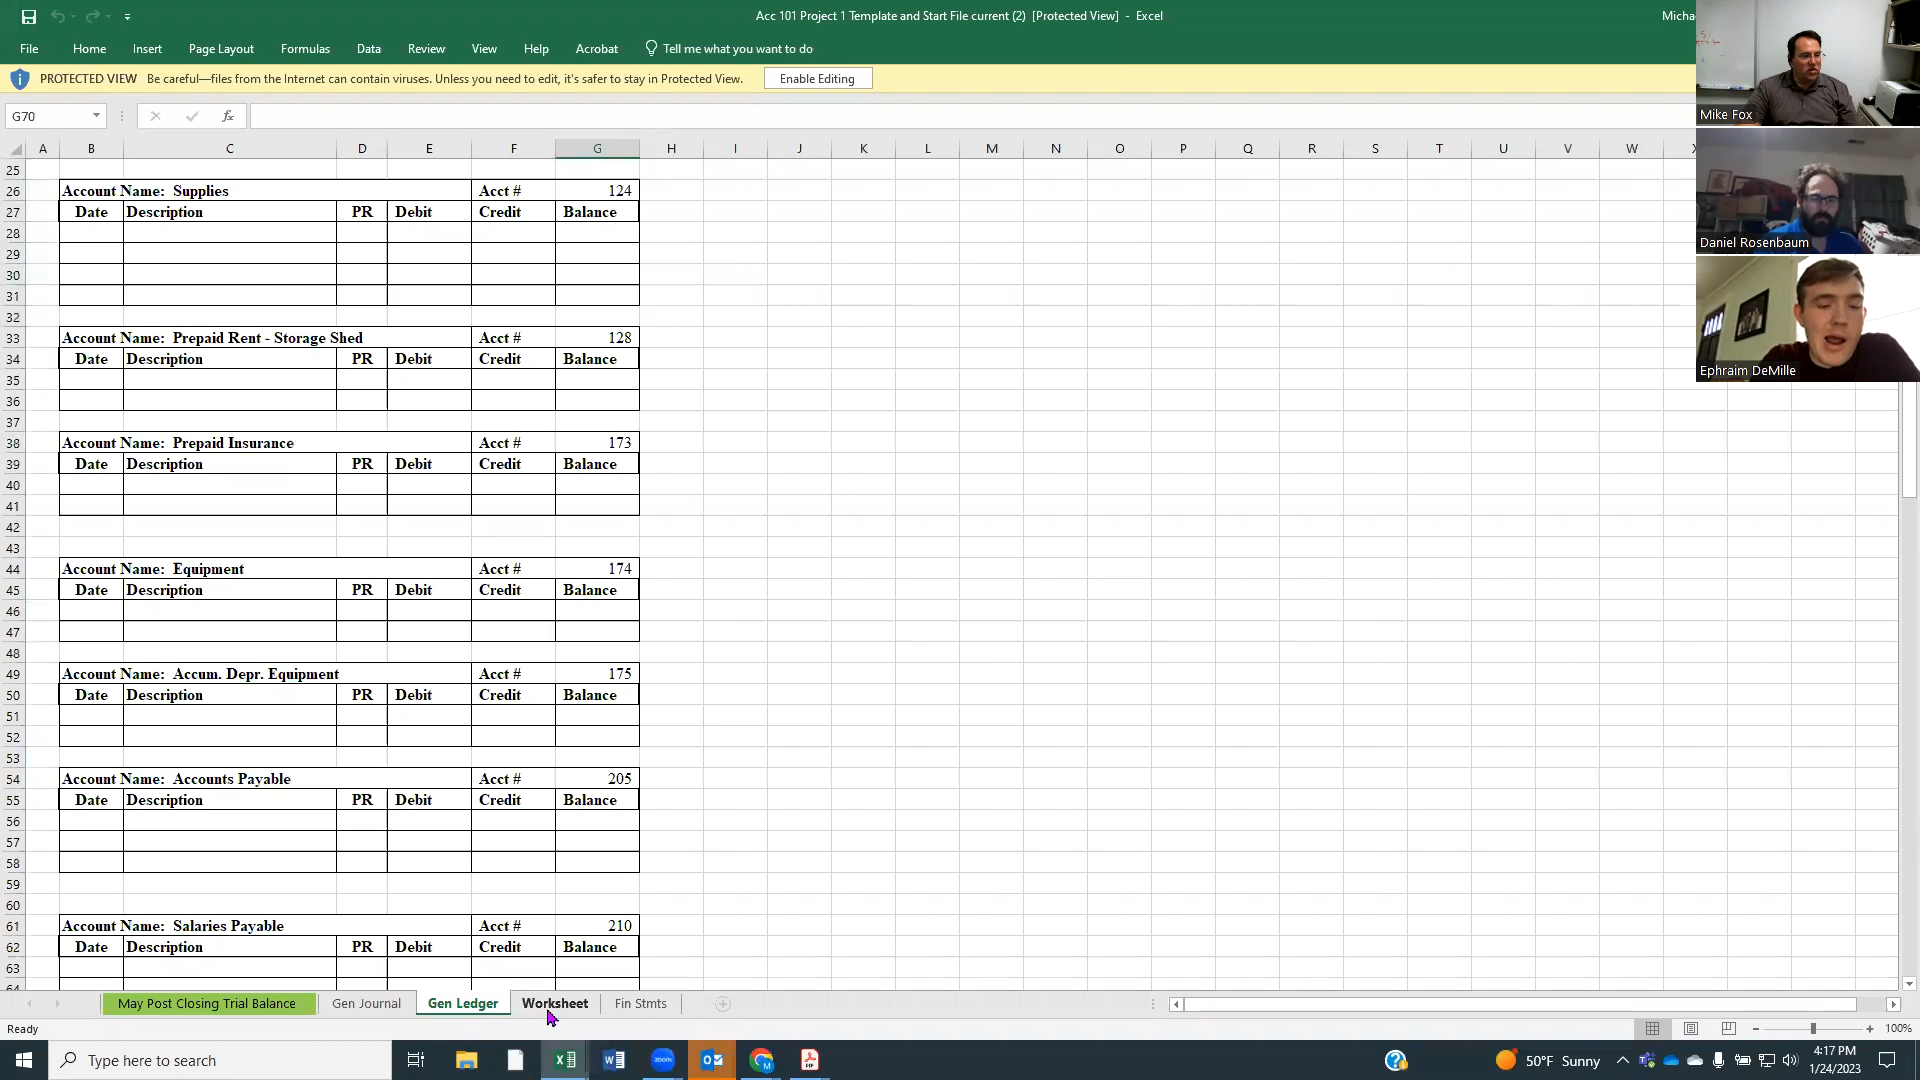 Acc 101 Project 1 Template and Start File current (2) [Protected View] - Excel
Micha
File Home Insert Page Layout Formulas Data Review View Help Acrobat Tell me what you want to do
PROTECTED VIEW Be careful—files from the Internet can contain viruses. Unless you need to edit, it's safer to stay in Protected View. Enable Editing
G70
fx
A B C D E F G H I J K L M N O P Q R S T U V W X
25
26 Account Name: Supplies Acct # 124
27 Date Description PR Debit Credit Balance
28
29
30
31
32
33 Account Name: Prepaid Rent - Storage Shed Acct # 128
34 Date Description PR Debit Credit Balance
35
36
37
38 Account Name: Prepaid Insurance Acct # 173
39 Date Description PR Debit Credit Balance
40
41
42
43
44 Account Name: Equipment Acct # 174
45 Date Description PR Debit Credit Balance
46
47
48
49 Account Name: Accum. Depr. Equipment Acct # 175
50 Date Description PR Debit Credit Balance
51
52
53
54 Account Name: Accounts Payable Acct # 205
55 Date Description PR Debit Credit Balance
56
57
58
59
60
61 Account Name: Salaries Payable Acct # 210
62 Date Description PR Debit Credit Balance
63
64
Mike Fox
Daniel Rosenbaum
Ephraim DeMille
May Post Closing Trial Balance Gen Journal Gen Ledger Worksheet Fin Stmts
Ready
100%
Type here to search
zoom
M
50°F Sunny
4:17 PM
1/24/2023